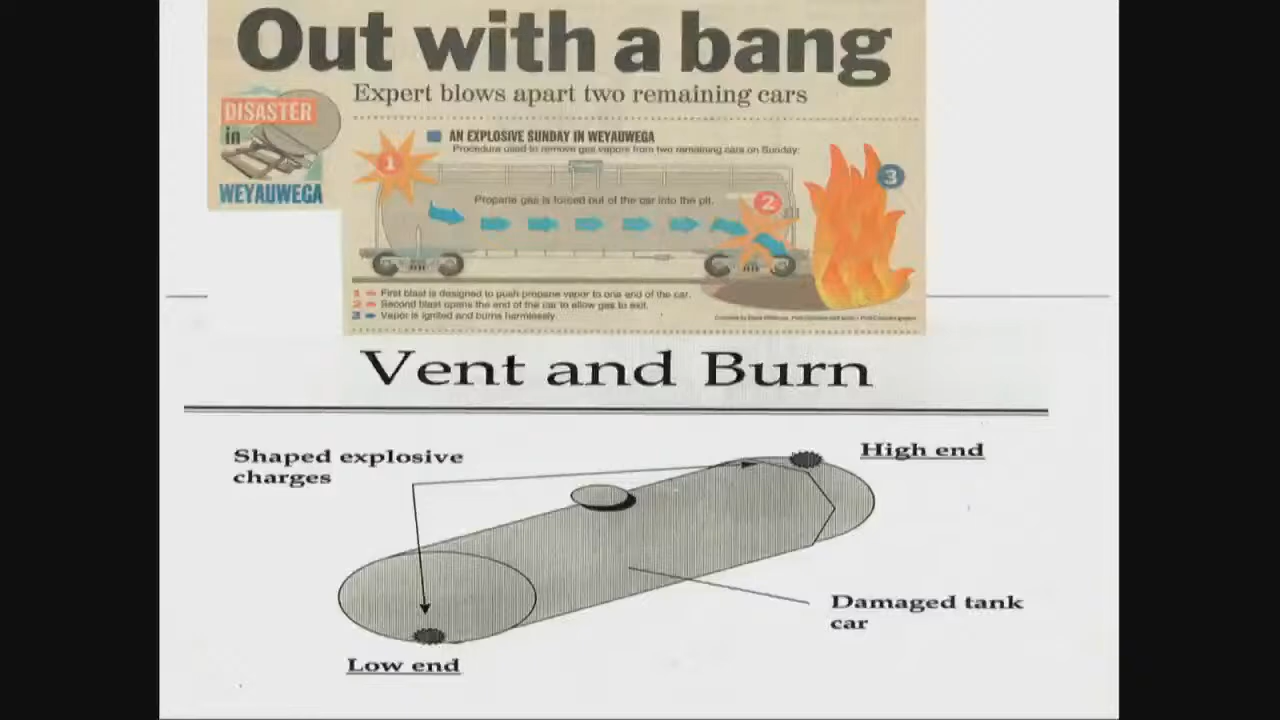 Out with a bang
Expert blows apart two remaining cars
DISASTER
in
WEYAUWEGA
AN EXPLOSIVE SUNDAY IN WEYAUWEGA
Procedure used to remove gas vapors from two remaining cars on Sunday:
1
3
Propane gas is forced out of the car into the pit.
2
1 First blast is designed to push propane vapor to one end of the car.
2 Second blast opens the end of the car to allow gas to exit.
3 Vapor is ignited and burns harmlessly.
Vent and Burn
Shaped explosive
charges
High end
Damaged tank
car
Low end